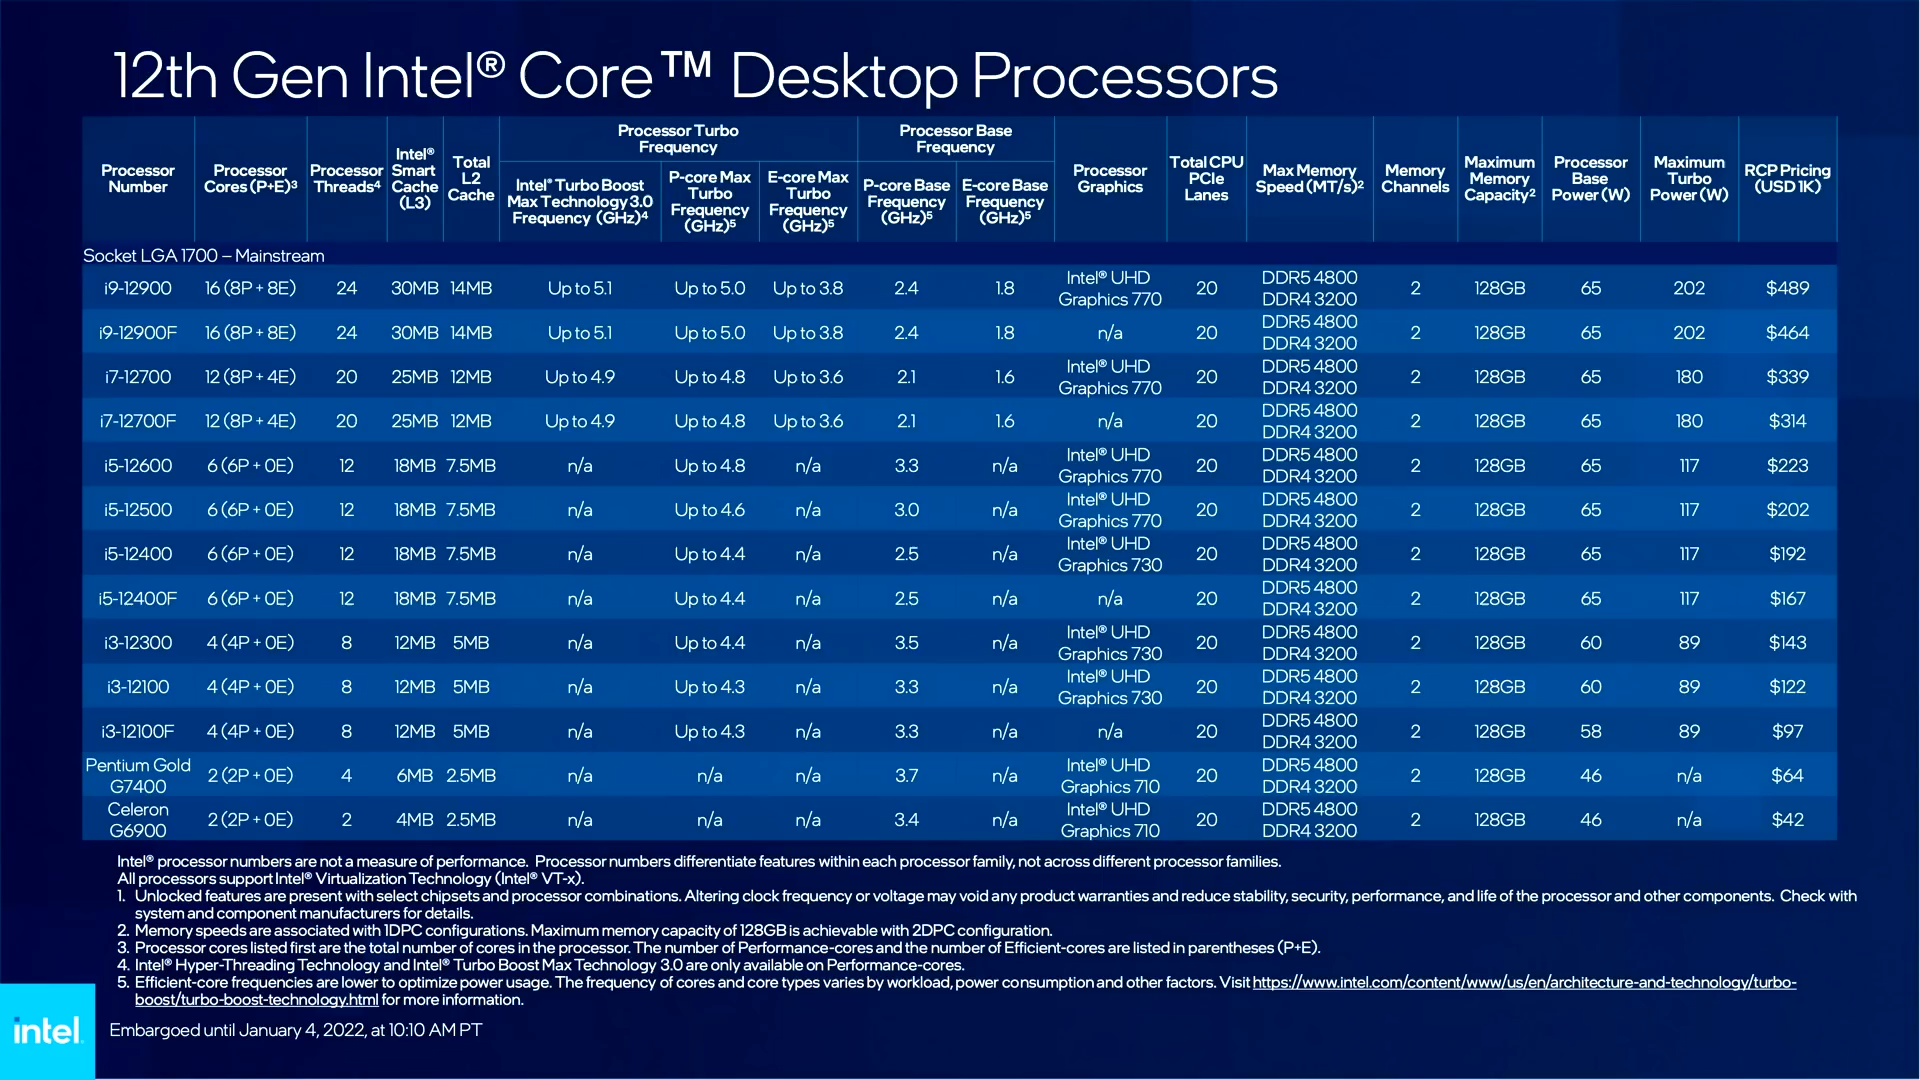 12th Gen Intel® Core™ Desktop Processors
Processor Number | Processor Cores (P+E)³ | Processor Threads⁴ | Intel® Smart Cache (L3) | Total L2 Cache | Processor Turbo Frequency | Processor Base Frequency | Processor Graphics | Total CPU PCIe Lanes | Max Memory Speed (MT/s)² | Memory Channels | Maximum Memory Capacity² | Processor Base Power (W) | Maximum Turbo Power (W) | RCP Pricing (USD 1K)
Intel® Turbo Boost Max Technology 3.0 Frequency (GHz)⁴ | P-core Max Turbo Frequency (GHz)⁵ | E-core Max Turbo Frequency (GHz)⁵ | P-core Base Frequency (GHz)⁵ | E-core Base Frequency (GHz)⁵
Socket LGA 1700 – Mainstream
i9-12900 | 16 (8P + 8E) | 24 | 30MB | 14MB | Up to 5.1 | Up to 5.0 | Up to 3.8 | 2.4 | 1.8 | Intel® UHD Graphics 770 | 20 | DDR5 4800 DDR4 3200 | 2 | 128GB | 65 | 202 | $489
i9-12900F | 16 (8P + 8E) | 24 | 30MB | 14MB | Up to 5.1 | Up to 5.0 | Up to 3.8 | 2.4 | 1.8 | n/a | 20 | DDR5 4800 DDR4 3200 | 2 | 128GB | 65 | 202 | $464
i7-12700 | 12 (8P + 4E) | 20 | 25MB | 12MB | Up to 4.9 | Up to 4.8 | Up to 3.6 | 2.1 | 1.6 | Intel® UHD Graphics 770 | 20 | DDR5 4800 DDR4 3200 | 2 | 128GB | 65 | 180 | $339
i7-12700F | 12 (8P + 4E) | 20 | 25MB | 12MB | Up to 4.9 | Up to 4.8 | Up to 3.6 | 2.1 | 1.6 | n/a | 20 | DDR5 4800 DDR4 3200 | 2 | 128GB | 65 | 180 | $314
i5-12600 | 6 (6P + 0E) | 12 | 18MB | 7.5MB | n/a | Up to 4.8 | n/a | 3.3 | n/a | Intel® UHD Graphics 770 | 20 | DDR5 4800 DDR4 3200 | 2 | 128GB | 65 | 117 | $223
i5-12500 | 6 (6P + 0E) | 12 | 18MB | 7.5MB | n/a | Up to 4.6 | n/a | 3.0 | n/a | Intel® UHD Graphics 770 | 20 | DDR5 4800 DDR4 3200 | 2 | 128GB | 65 | 117 | $202
i5-12400 | 6 (6P + 0E) | 12 | 18MB | 7.5MB | n/a | Up to 4.4 | n/a | 2.5 | n/a | Intel® UHD Graphics 730 | 20 | DDR5 4800 DDR4 3200 | 2 | 128GB | 65 | 117 | $192
i5-12400F | 6 (6P + 0E) | 12 | 18MB | 7.5MB | n/a | Up to 4.4 | n/a | 2.5 | n/a | n/a | 20 | DDR5 4800 DDR4 3200 | 2 | 128GB | 65 | 117 | $167
i3-12300 | 4 (4P + 0E) | 8 | 12MB | 5MB | n/a | Up to 4.4 | n/a | 3.5 | n/a | Intel® UHD Graphics 730 | 20 | DDR5 4800 DDR4 3200 | 2 | 128GB | 60 | 89 | $143
i3-12100 | 4 (4P + 0E) | 8 | 12MB | 5MB | n/a | Up to 4.3 | n/a | 3.3 | n/a | Intel® UHD Graphics 730 | 20 | DDR5 4800 DDR4 3200 | 2 | 128GB | 60 | 89 | $122
i3-12100F | 4 (4P + 0E) | 8 | 12MB | 5MB | n/a | Up to 4.3 | n/a | 3.3 | n/a | n/a | 20 | DDR5 4800 DDR4 3200 | 2 | 128GB | 58 | 89 | $97
Pentium Gold G7400 | 2 (2P + 0E) | 4 | 6MB | 2.5MB | n/a | n/a | n/a | 3.7 | n/a | Intel® UHD Graphics 710 | 20 | DDR5 4800 DDR4 3200 | 2 | 128GB | 46 | n/a | $64
Celeron G6900 | 2 (2P + 0E) | 2 | 4MB | 2.5MB | n/a | n/a | n/a | 3.4 | n/a | Intel® UHD Graphics 710 | 20 | DDR5 4800 DDR4 3200 | 2 | 128GB | 46 | n/a | $42
Intel® processor numbers are not a measure of performance. Processor numbers differentiate features within each processor family, not across different processor families.
All processors support Intel® Virtualization Technology (Intel® VT-x).
1. Unlocked features are present with select chipsets and processor combinations. Altering clock frequency or voltage may void any product warranties and reduce stability, security, performance, and life of the processor and other components. Check with
system and component manufacturers for details.
2. Memory speeds are associated with 1DPC configurations. Maximum memory capacity of 128GB is achievable with 2DPC configuration.
3. Processor cores listed first are the total number of cores in the processor. The number of Performance-cores and the number of Efficient-cores are listed in parentheses (P+E).
4. Intel® Hyper-Threading Technology and Intel® Turbo Boost Max Technology 3.0 are only available on Performance-cores.
5. Efficient-core frequencies are lower to optimize power usage. The frequency of cores and core types varies by workload, power consumption and other factors. Visit https://www.intel.com/content/www/us/en/architecture-and-technology/turbo-
boost/turbo-boost-technology.html for more information.
intel.
Embargoed until January 4, 2022, at 10:10 AM PT